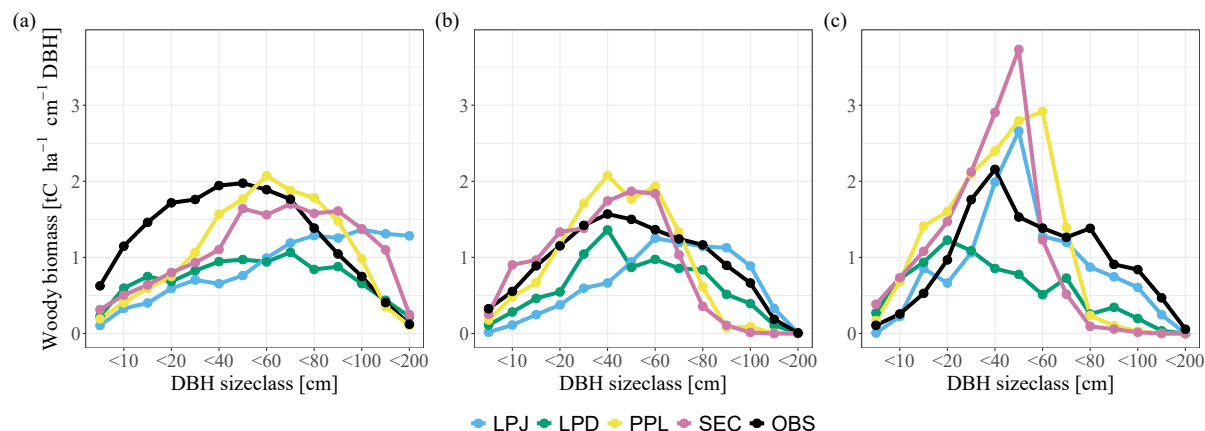 (a) (b) (c)
Woody biomass [tC ha⁻¹ cm⁻¹ DBH]
3 3 3
2 2 2
1 1 1
0 0 0
<10 <20 <40 <60 <80 <100 <200 <10 <20 <40 <60 <80 <100 <200 <10 <20 <40 <60 <80 <100 <200
DBH sizeclass [cm] DBH sizeclass [cm] DBH sizeclass [cm]
LPJ LPD PPL SEC OBS